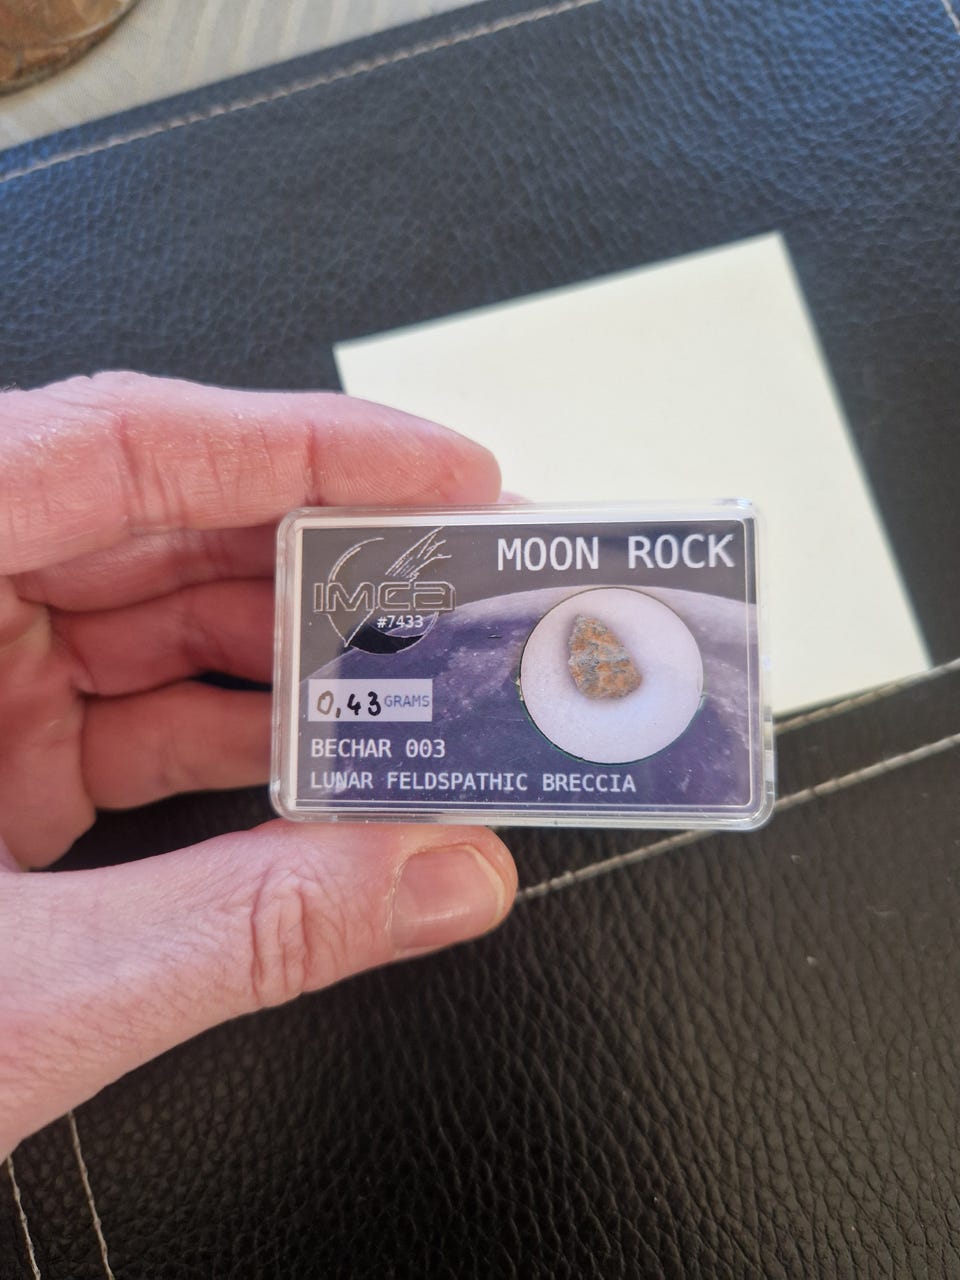 MOON ROCK
IMCA
#7433
0,43 GRAMS
BECHAR 003
LUNAR FELDSPATHIC BRECCIA